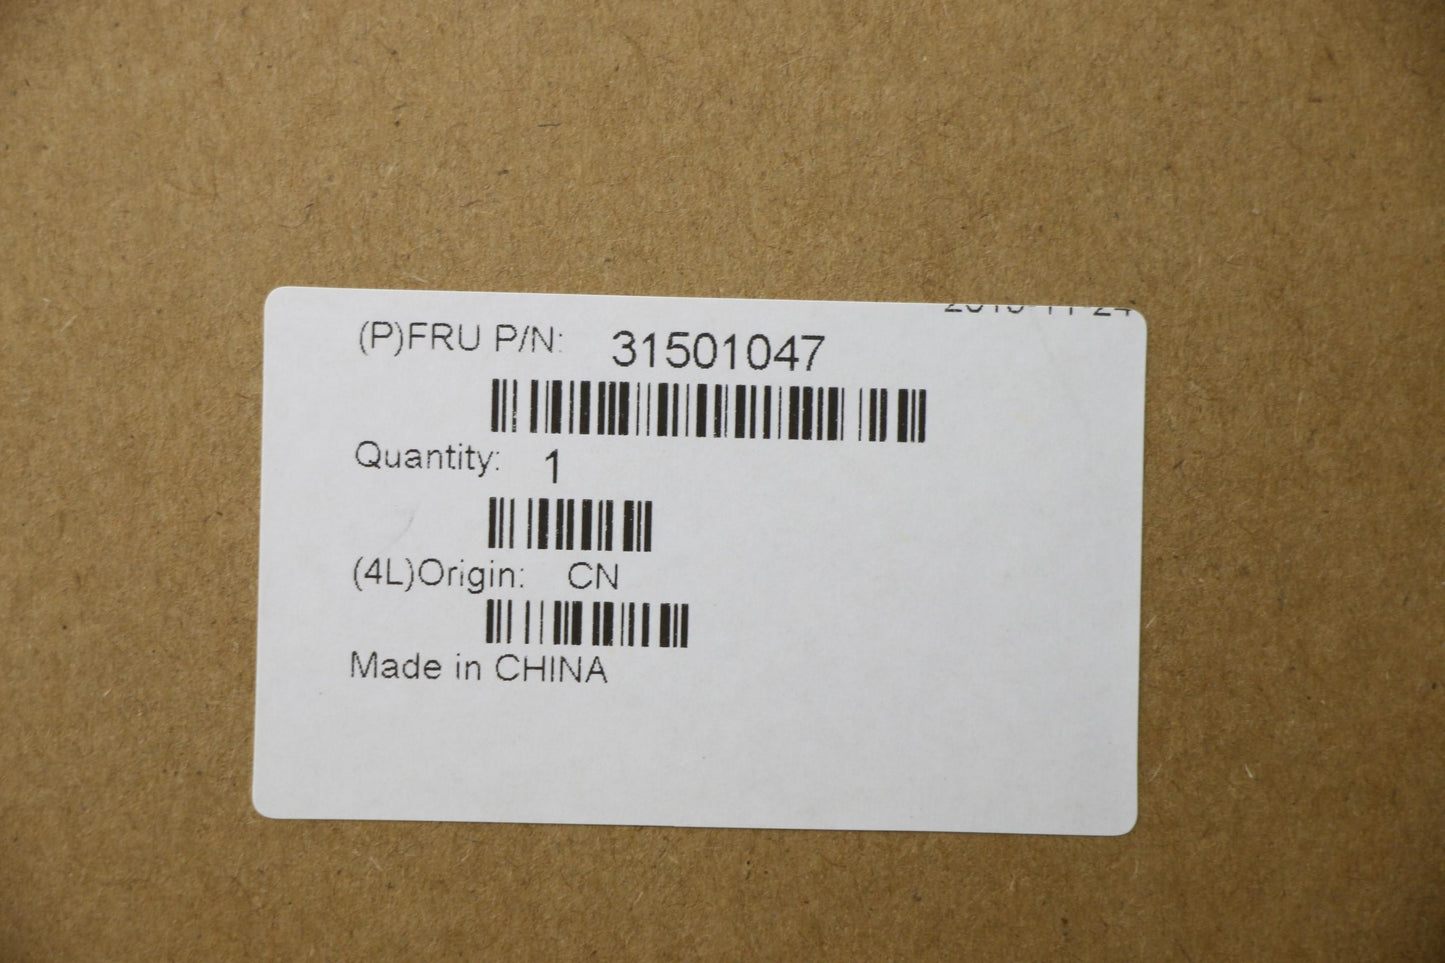 (P)FRU P/N: 31501047
Quantity: 1
(4L)Origin: CN
Made in CHINA